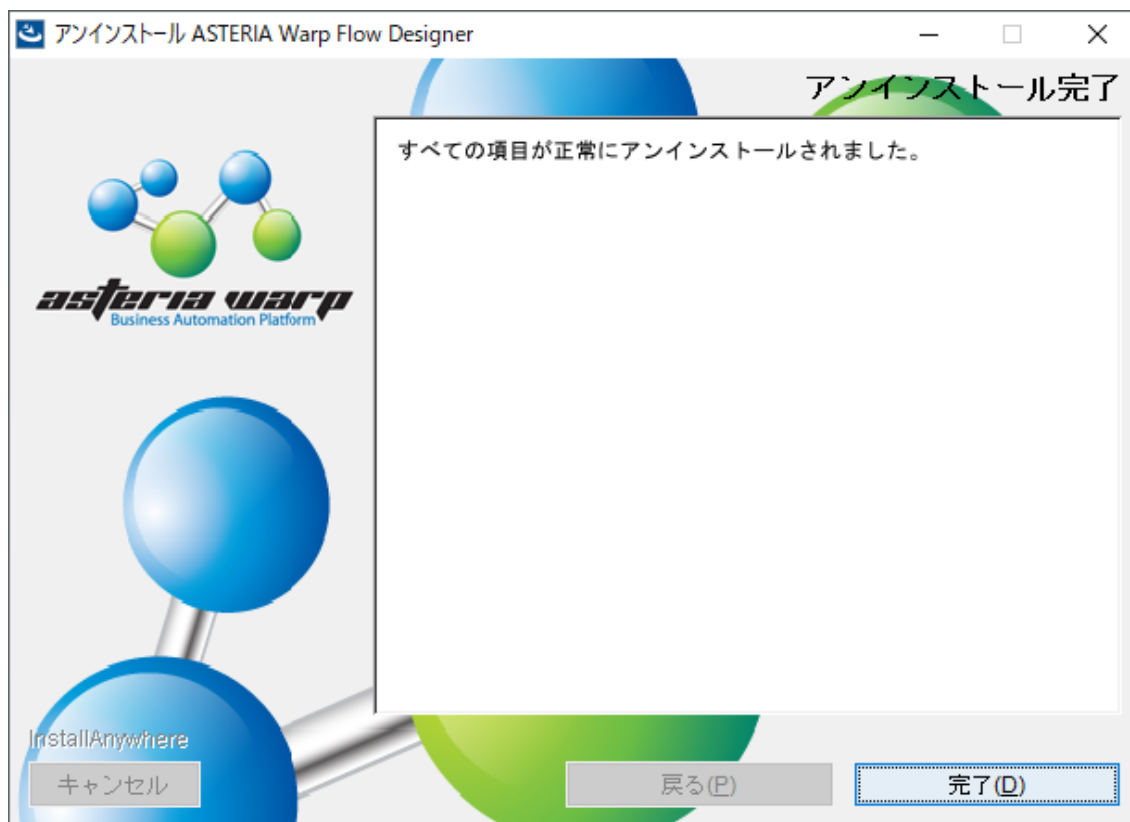 アンインストール ASTERIA Warp Flow Designer
アンインストール完了
すべての項目が正常にアンインストールされました。
asteria warp
Business Automation Platform
InstallAnywhere
キャンセル
戻る(P)
完了(D)